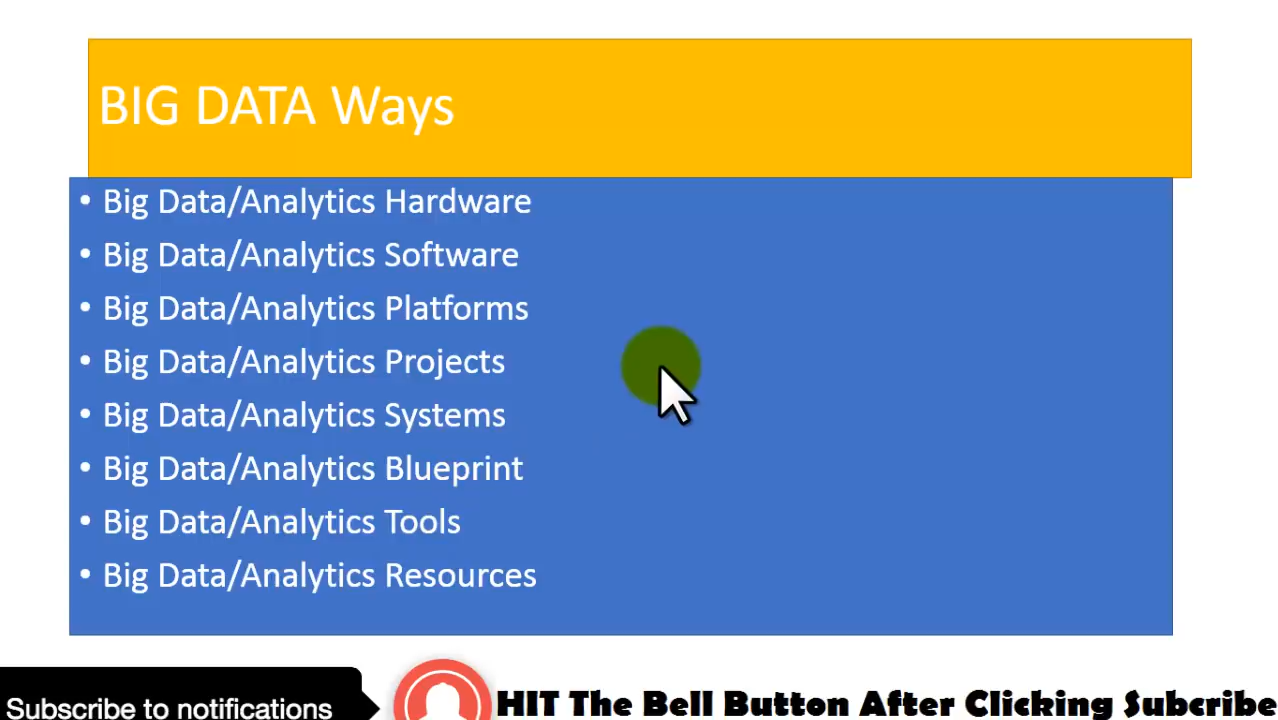 BIG DATA Ways
• Big Data/Analytics Hardware
• Big Data/Analytics Software
• Big Data/Analytics Platforms
• Big Data/Analytics Projects
• Big Data/Analytics Systems
• Big Data/Analytics Blueprint
• Big Data/Analytics Tools
• Big Data/Analytics Resources
Subscribe to notifications
HIT The Bell Button After Clicking Subcribe